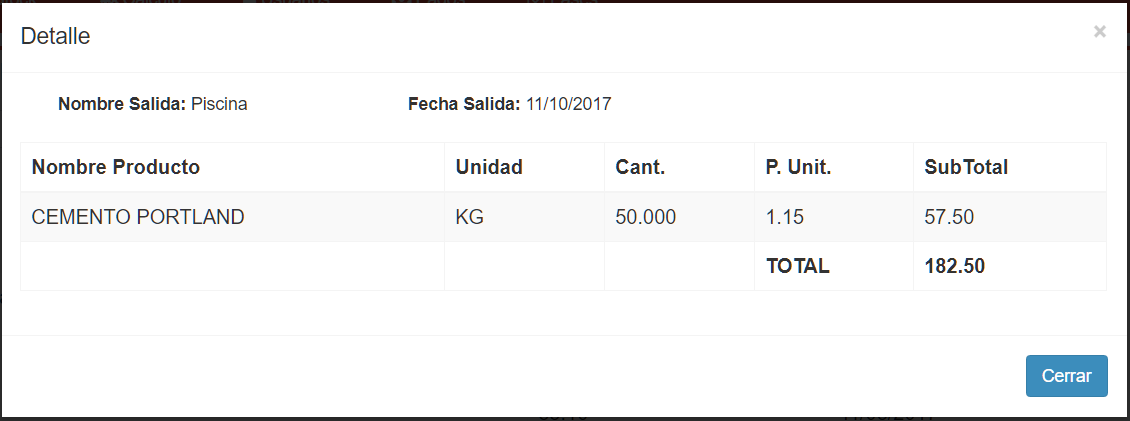 Detalle ×
Nombre Salida: Piscina Fecha Salida: 11/10/2017
Nombre Producto Unidad Cant. P. Unit. SubTotal
CEMENTO PORTLAND KG 50.000 1.15 57.50
TOTAL 182.50
Cerrar